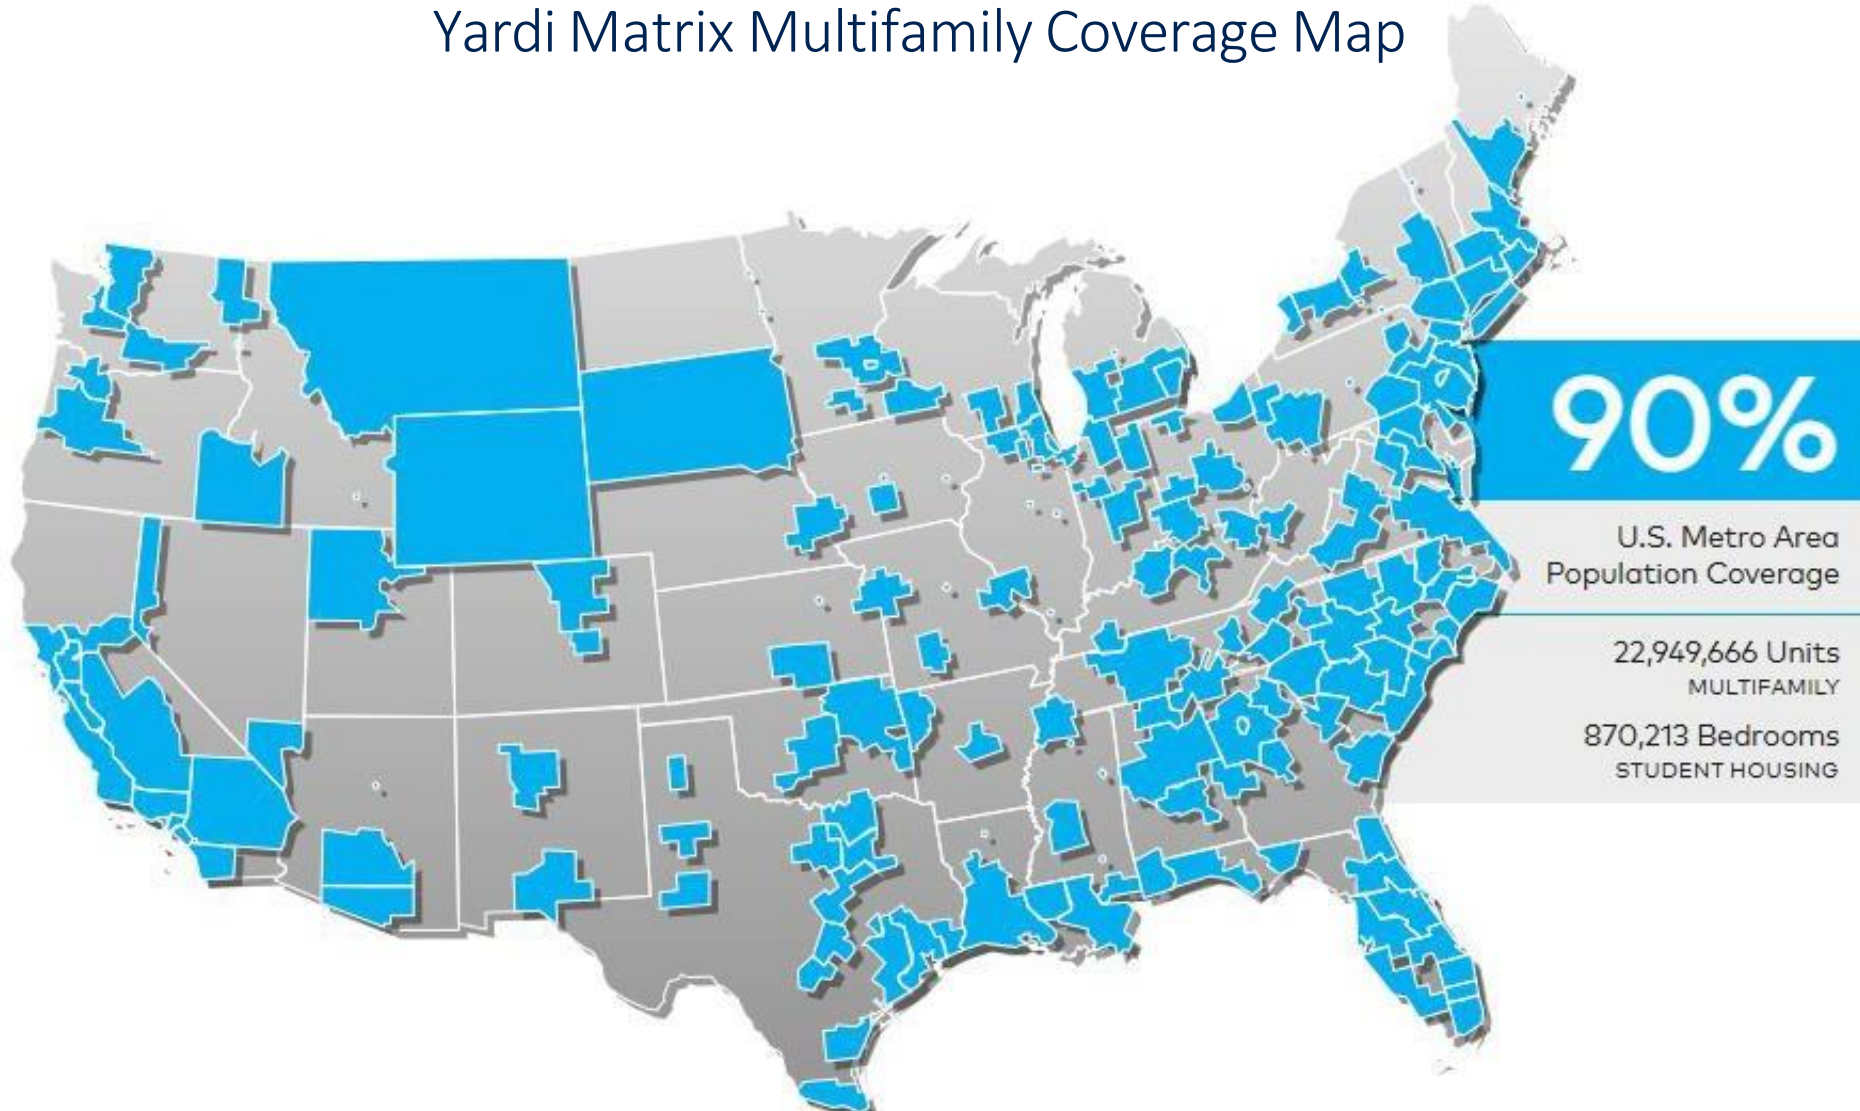 Yardi Matrix Multifamily Coverage Map
90%
U.S. Metro Area
Population Coverage
22,949,666 Units
MULTIFAMILY
870,213 Bedrooms
STUDENT HOUSING